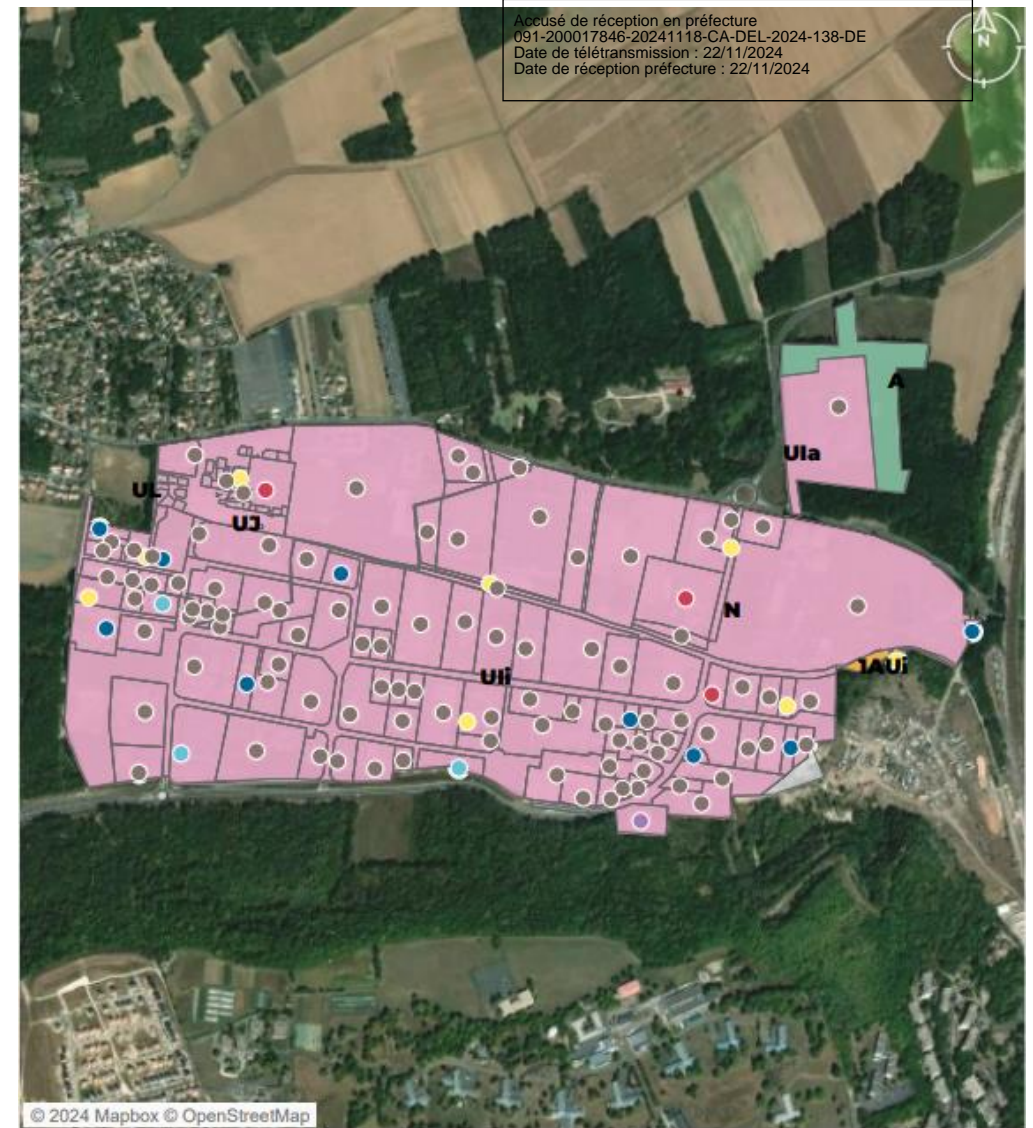 Accusé de réception en préfecture
091-200017846-20241118-CA-DEL-2024-138-DE
Date de télétransmission : 22/11/2024
Date de réception préfecture : 22/11/2024
N
A
UIa
UL
UJ
N
1AUi
UIi
© 2024 Mapbox © OpenStreetMap